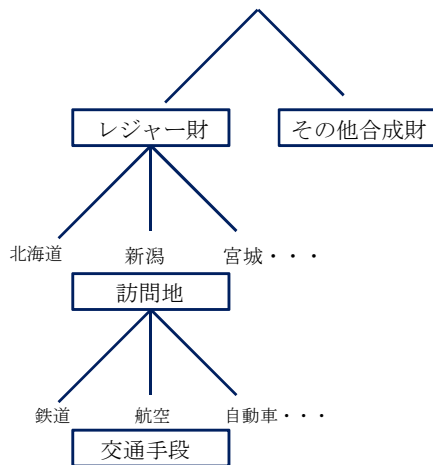 レジャー財 その他合成財
北海道 新潟 宮城・・・
訪問地
鉄道 航空 自動車・・・
交通手段